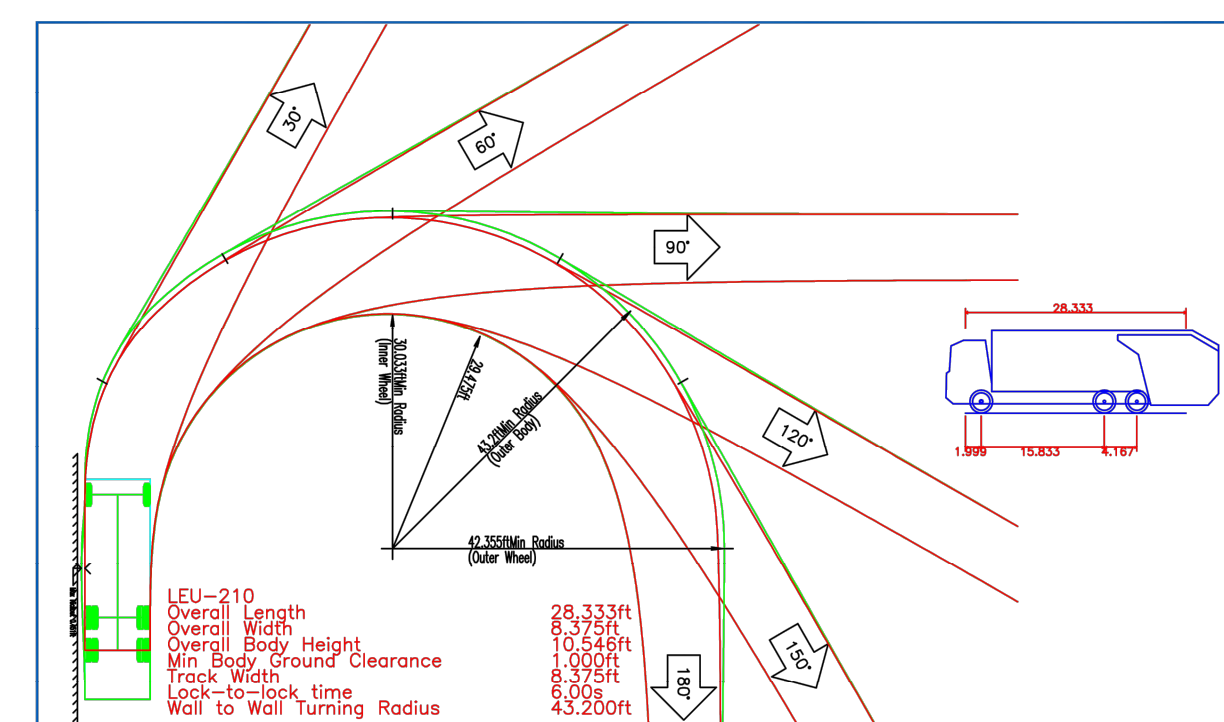 30°
60°
90°
28.333
30.033ftMin Radius
(Inner Wheel)
29.475ft
43.2ftMin Radius
(Outer Body)
120°
1.999 15.833 4.167
42.355ftMin Radius
(Outer Wheel)
LEU-210
Overall Length 28.333ft
Overall Width 8.375ft
Overall Body Height 10.546ft
Min Body Ground Clearance 1.000ft
Track Width 8.375ft
Lock-to-lock time 6.00s
Wall to Wall Turning Radius 43.200ft
150°
180°